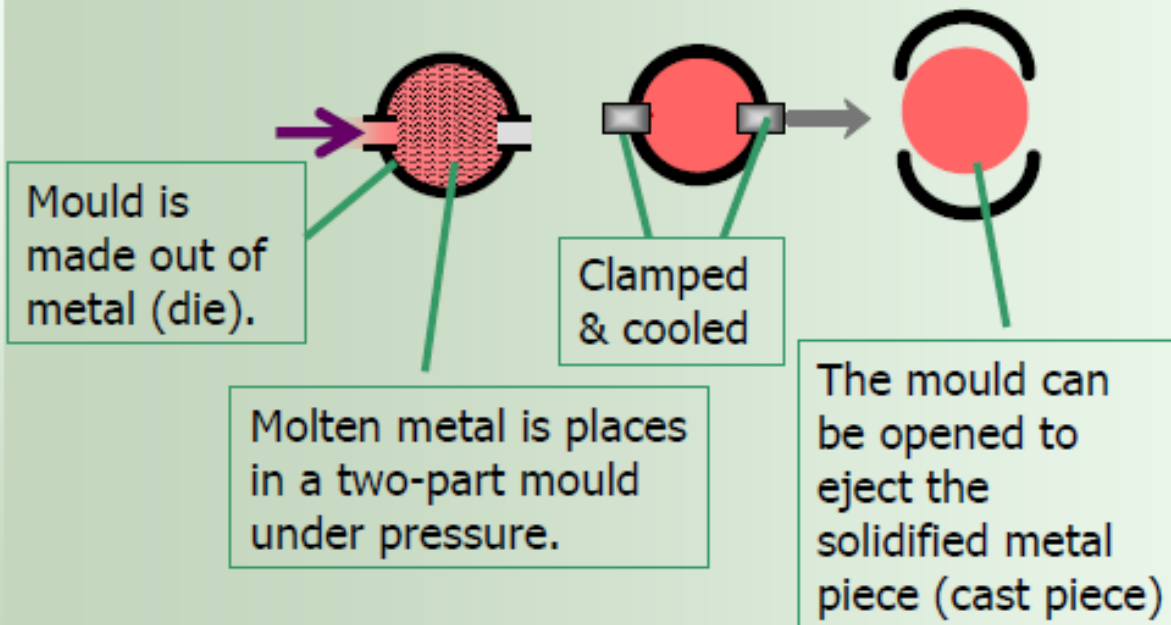 Mould is
made out of
metal (die).
Molten metal is places
in a two-part mould
under pressure.
Clamped
& cooled
The mould can
be opened to
eject the
solidified metal
piece (cast piece)